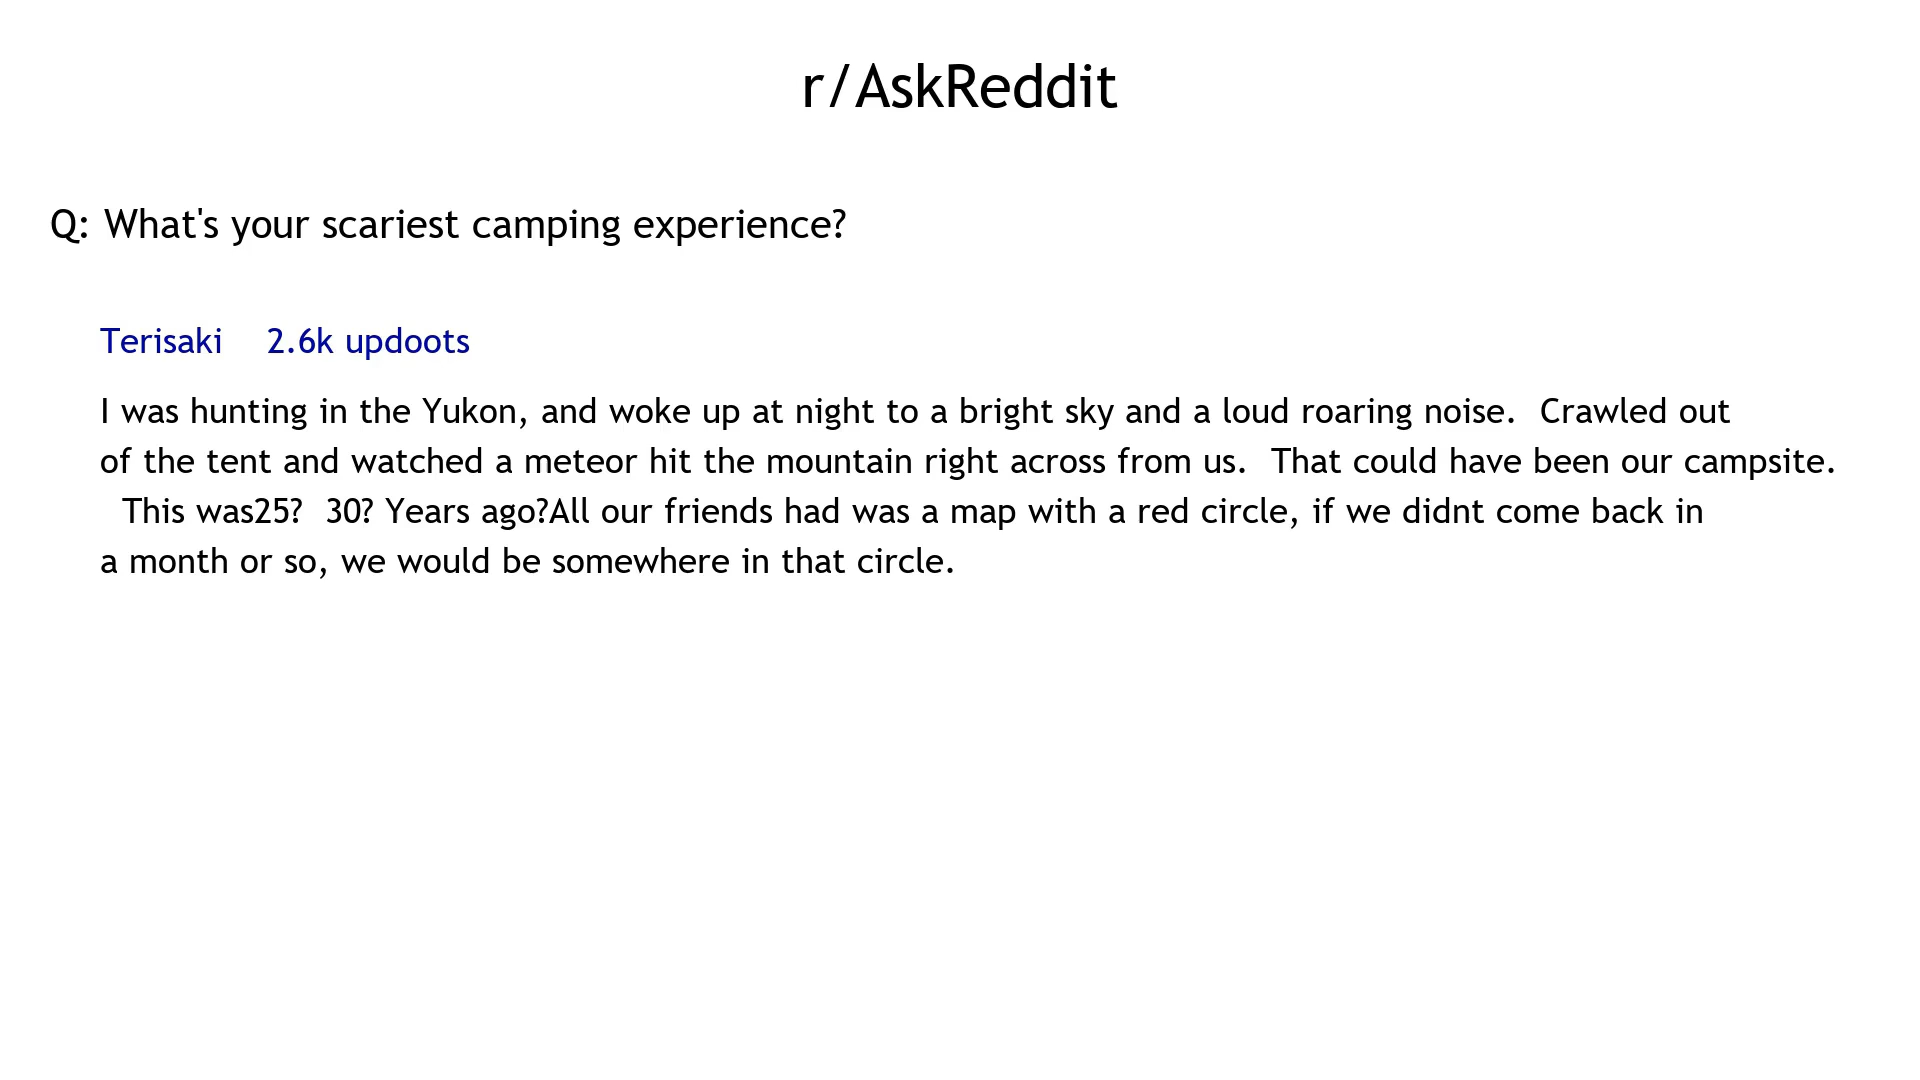 r/AskReddit
Q: What's your scariest camping experience?
Terisaki    2.6k updoots
I was hunting in the Yukon, and woke up at night to a bright sky and a loud roaring noise.  Crawled out
of the tent and watched a meteor hit the mountain right across from us.  That could have been our campsite.
  This was25?  30? Years ago?All our friends had was a map with a red circle, if we didnt come back in
a month or so, we would be somewhere in that circle.